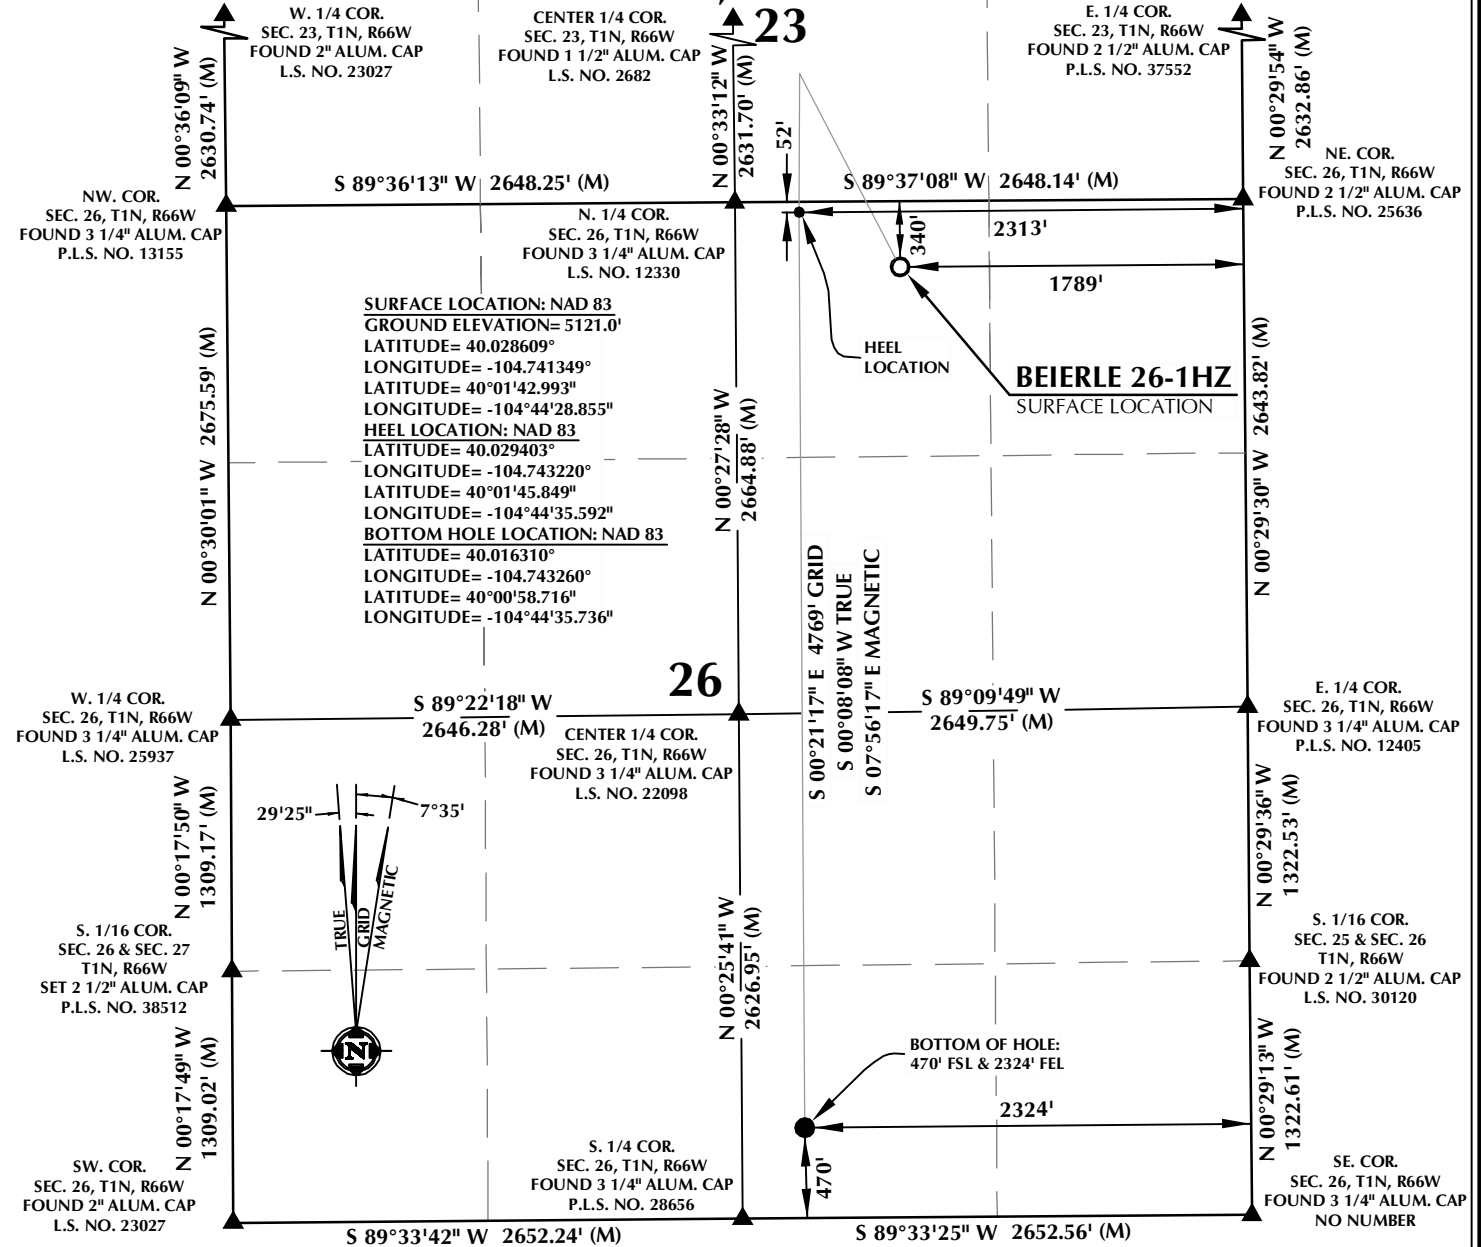 W. 1/4 COR.
SEC. 23, T1N, R66W
FOUND 2" ALUM. CAP
L.S. NO. 23027
CENTER 1/4 COR.
SEC. 23, T1N, R66W
FOUND 1 1/2" ALUM. CAP
L.S. NO. 2682
23
E. 1/4 COR.
SEC. 23, T1N, R66W
FOUND 2 1/2" ALUM. CAP
P.L.S. NO. 37552
N 00°36'09" W
2630.74' (M)
N 00°33'12" W
2631.70' (M)
52'
N 00°29'54" W
2632.86' (M)
S 89°36'13" W 2648.25' (M)
S 89°37'08" W 2648.14' (M)
NE. COR.
SEC. 26, T1N, R66W
FOUND 2 1/2" ALUM. CAP
P.L.S. NO. 25636
NW. COR.
SEC. 26, T1N, R66W
FOUND 3 1/4" ALUM. CAP
P.L.S. NO. 13155
N. 1/4 COR.
SEC. 26, T1N, R66W
FOUND 3 1/4" ALUM. CAP
L.S. NO. 12330
340'
2313'
1789'
SURFACE LOCATION: NAD 83
GROUND ELEVATION= 5121.0'
LATITUDE= 40.028609°
LONGITUDE= -104.741349°
LATITUDE= 40°01'42.993"
LONGITUDE= -104°44'28.855"
HEEL LOCATION: NAD 83
LATITUDE= 40.029403°
LONGITUDE= -104.743220°
LATITUDE= 40°01'45.849"
LONGITUDE= -104°44'35.592"
BOTTOM HOLE LOCATION: NAD 83
LATITUDE= 40.016310°
LONGITUDE= -104.743260°
LATITUDE= 40°00'58.716"
LONGITUDE= -104°44'35.736"
HEEL
LOCATION
BEIERLE 26-1HZ
SURFACE LOCATION
N 00°30'01" W 2675.59' (M)
N 00°27'28" W
2664.88' (M)
N 00°29'30" W 2643.82' (M)
S 00°21'17" E 4769' GRID
S 00°08'08" W TRUE
S 07°56'17" E MAGNETIC
26
W. 1/4 COR.
SEC. 26, T1N, R66W
FOUND 3 1/4" ALUM. CAP
L.S. NO. 25937
S 89°22'18" W
2646.28' (M)
CENTER 1/4 COR.
SEC. 26, T1N, R66W
FOUND 3 1/4" ALUM. CAP
L.S. NO. 22098
S 89°09'49" W
2649.75' (M)
E. 1/4 COR.
SEC. 26, T1N, R66W
FOUND 3 1/4" ALUM. CAP
P.L.S. NO. 12405
N 00°17'50" W
1309.17' (M)
29'25"
7°35'
TRUE
GRID
MAGNETIC
N
N 00°29'36" W
1322.53' (M)
S. 1/16 COR.
SEC. 26 & SEC. 27
T1N, R66W
SET 2 1/2" ALUM. CAP
P.L.S. NO. 38512
N 00°25'41" W
2626.95' (M)
S. 1/16 COR.
SEC. 25 & SEC. 26
T1N, R66W
FOUND 2 1/2" ALUM. CAP
L.S. NO. 30120
N 00°17'49" W
1309.02' (M)
BOTTOM OF HOLE:
470' FSL & 2324' FEL
2324'
470'
N 00°29'13" W
1322.61' (M)
SW. COR.
SEC. 26, T1N, R66W
FOUND 2" ALUM. CAP
L.S. NO. 23027
S. 1/4 COR.
SEC. 26, T1N, R66W
FOUND 3 1/4" ALUM. CAP
P.L.S. NO. 28656
SE. COR.
SEC. 26, T1N, R66W
FOUND 3 1/4" ALUM. CAP
NO NUMBER
S 89°33'42" W 2652.24' (M)
S 89°33'25" W 2652.56' (M)